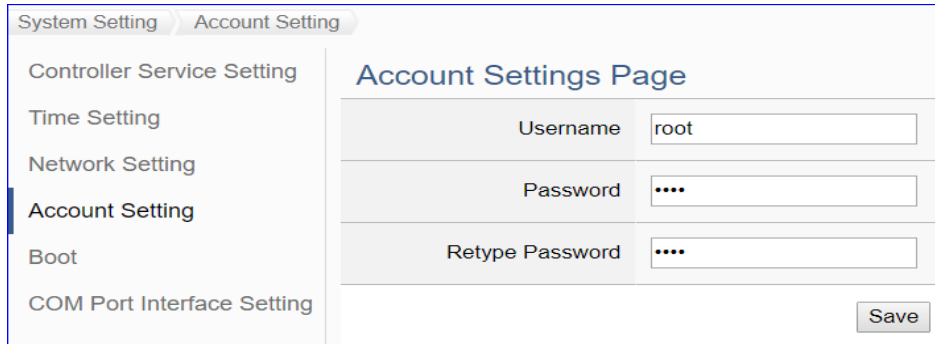 System Setting Account Setting
Controller Service Setting
Time Setting
Network Setting
Account Setting
Boot
COM Port Interface Setting
Account Settings Page
Username root
Password ••••
Retype Password ••••
Save